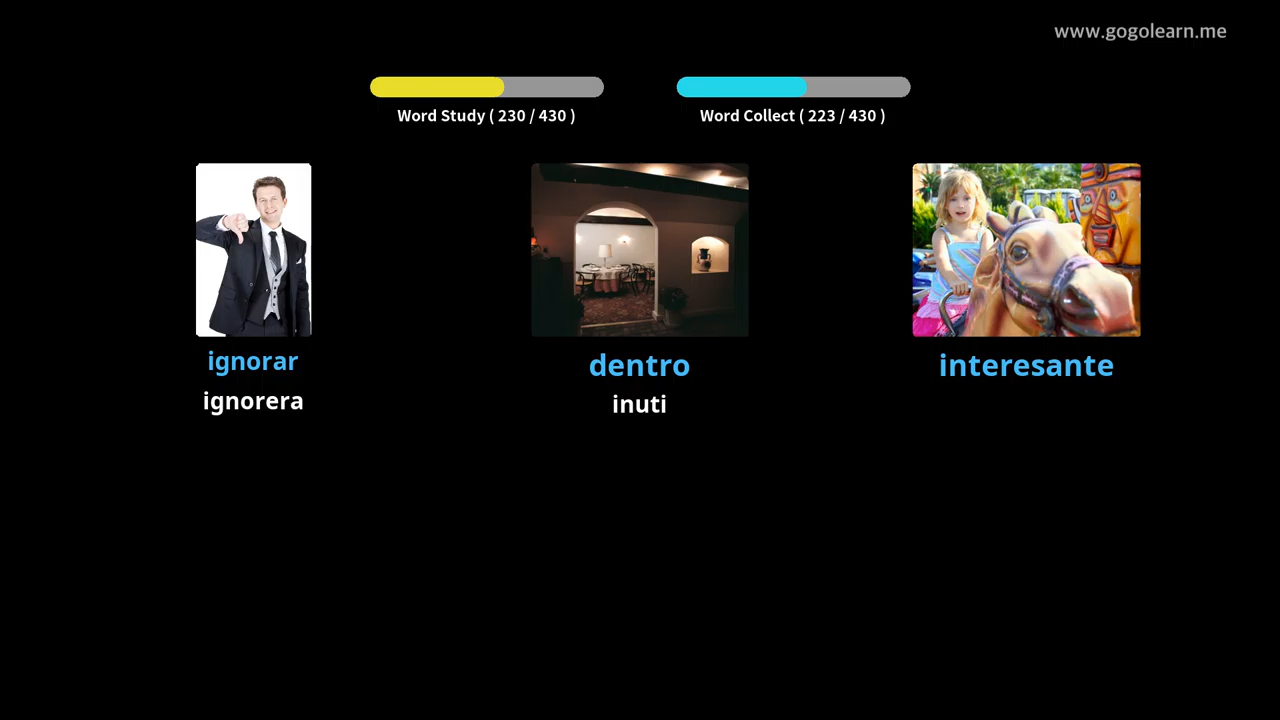 www.gogolearn.me
Word Study ( 230 / 430 )
Word Collect ( 223 / 430 )
ignorar
dentro
interesante
ignorera
inuti